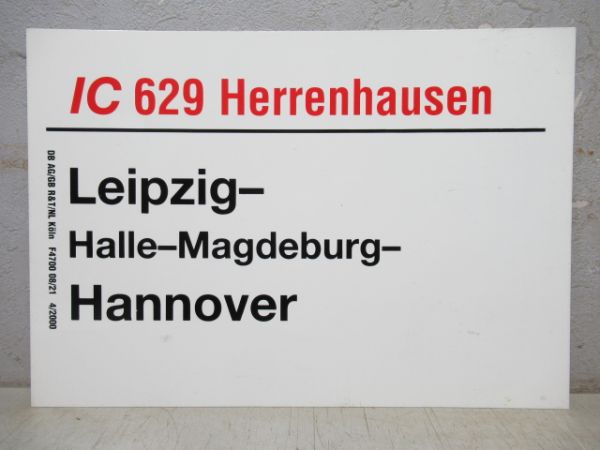 IC 629 Herrenhausen
Leipzig–
Halle–Magdeburg–
Hannover
DB AG/GB R&T/NL Köln F4700 08/21 4/2000